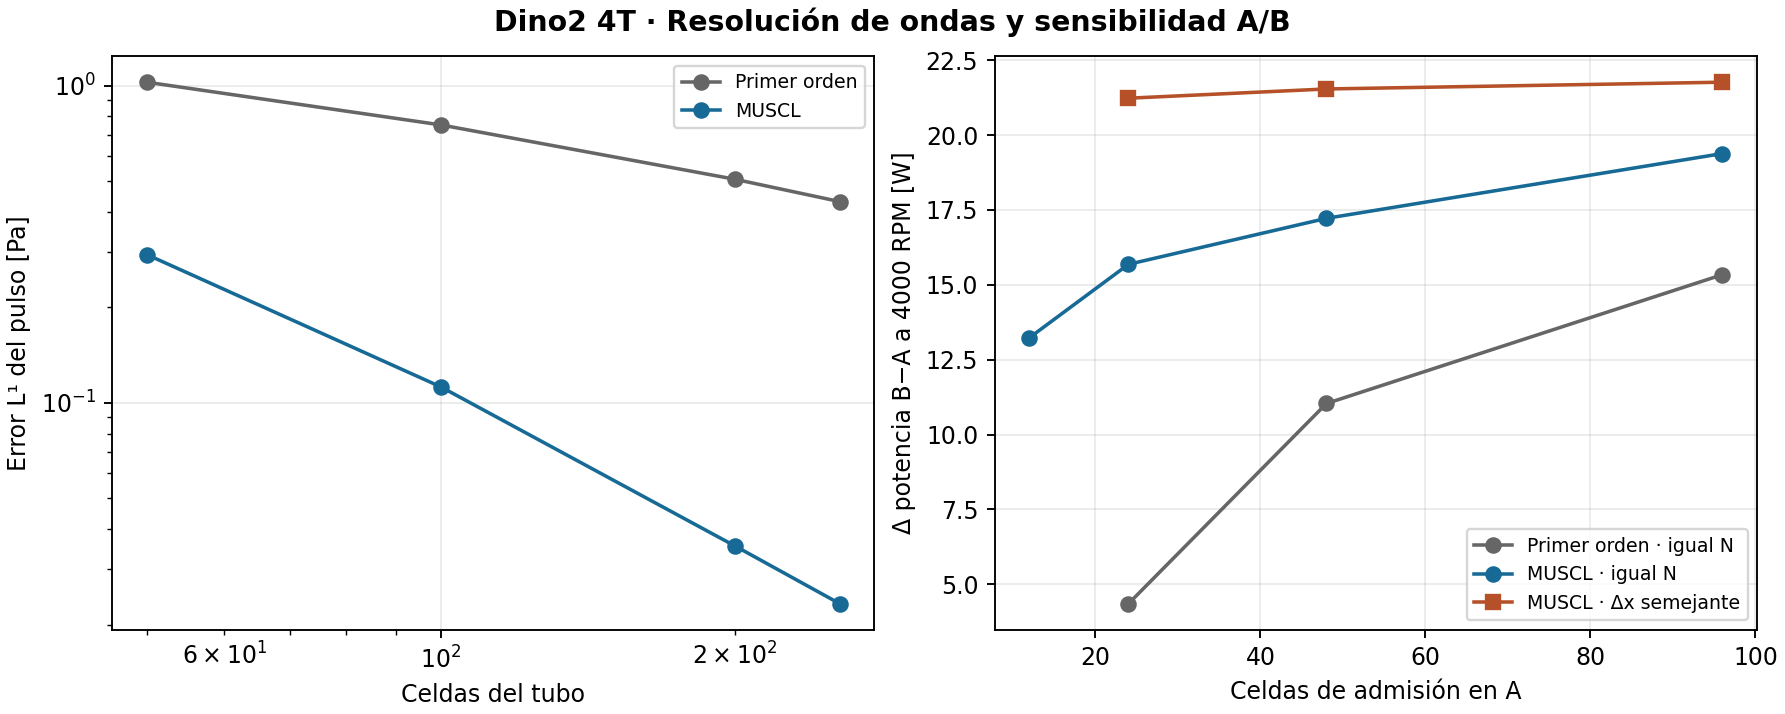 Dino2 4T · Resolución de ondas y sensibilidad A/B
Error L¹ del pulso [Pa]
10⁰
10⁻¹
6 × 10¹
10²
2 × 10²
Celdas del tubo
Primer orden
MUSCL
Δ potencia B−A a 4000 RPM [W]
22.5
20.0
17.5
15.0
12.5
10.0
7.5
5.0
20
40
60
80
100
Celdas de admisión en A
Primer orden · igual N
MUSCL · igual N
MUSCL · Δx semejante